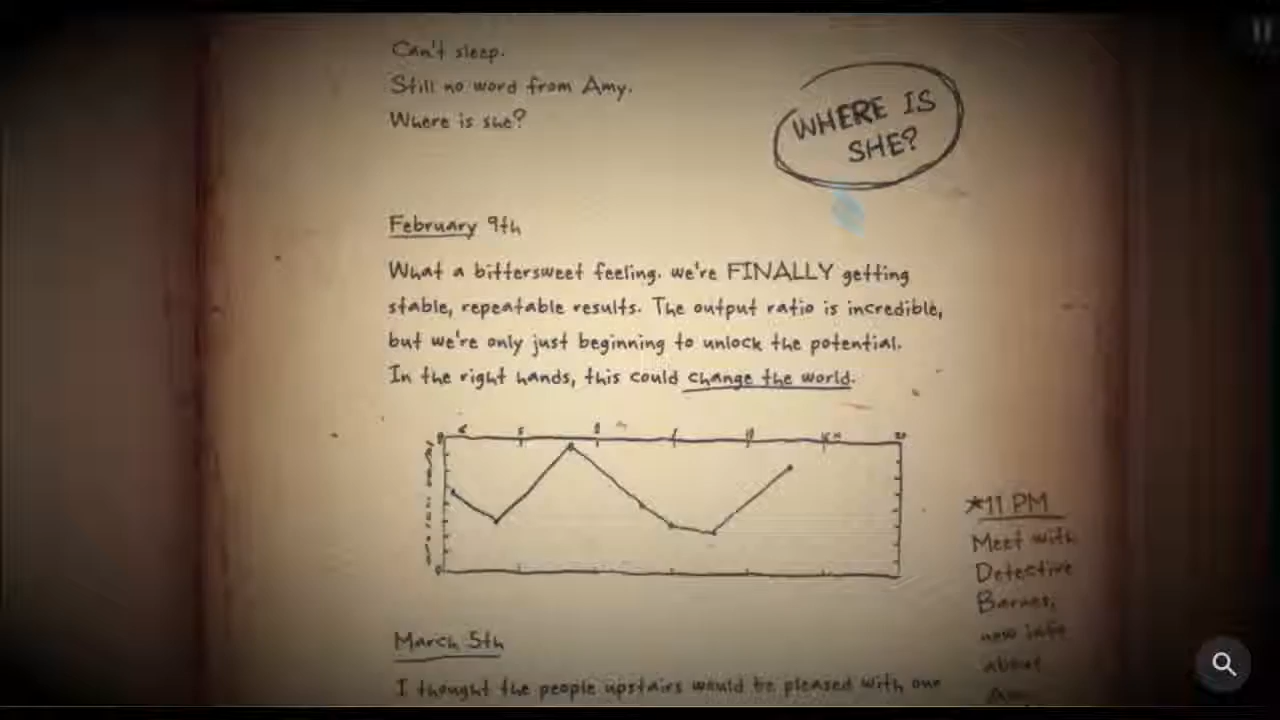 Can't sleep.
Still no word from Amy.
Where is she?
WHERE IS
SHE?
February 9th
What a bittersweet feeling. we're FINALLY getting
stable, repeatable results. The output ratio is incredible,
but we're only just beginning to unlock the potential.
In the right hands, this could change the world.
*11 PM
Meet with
Detective
Barnes,
new info
about
March 5th
I thought the people upstairs would be pleased with our